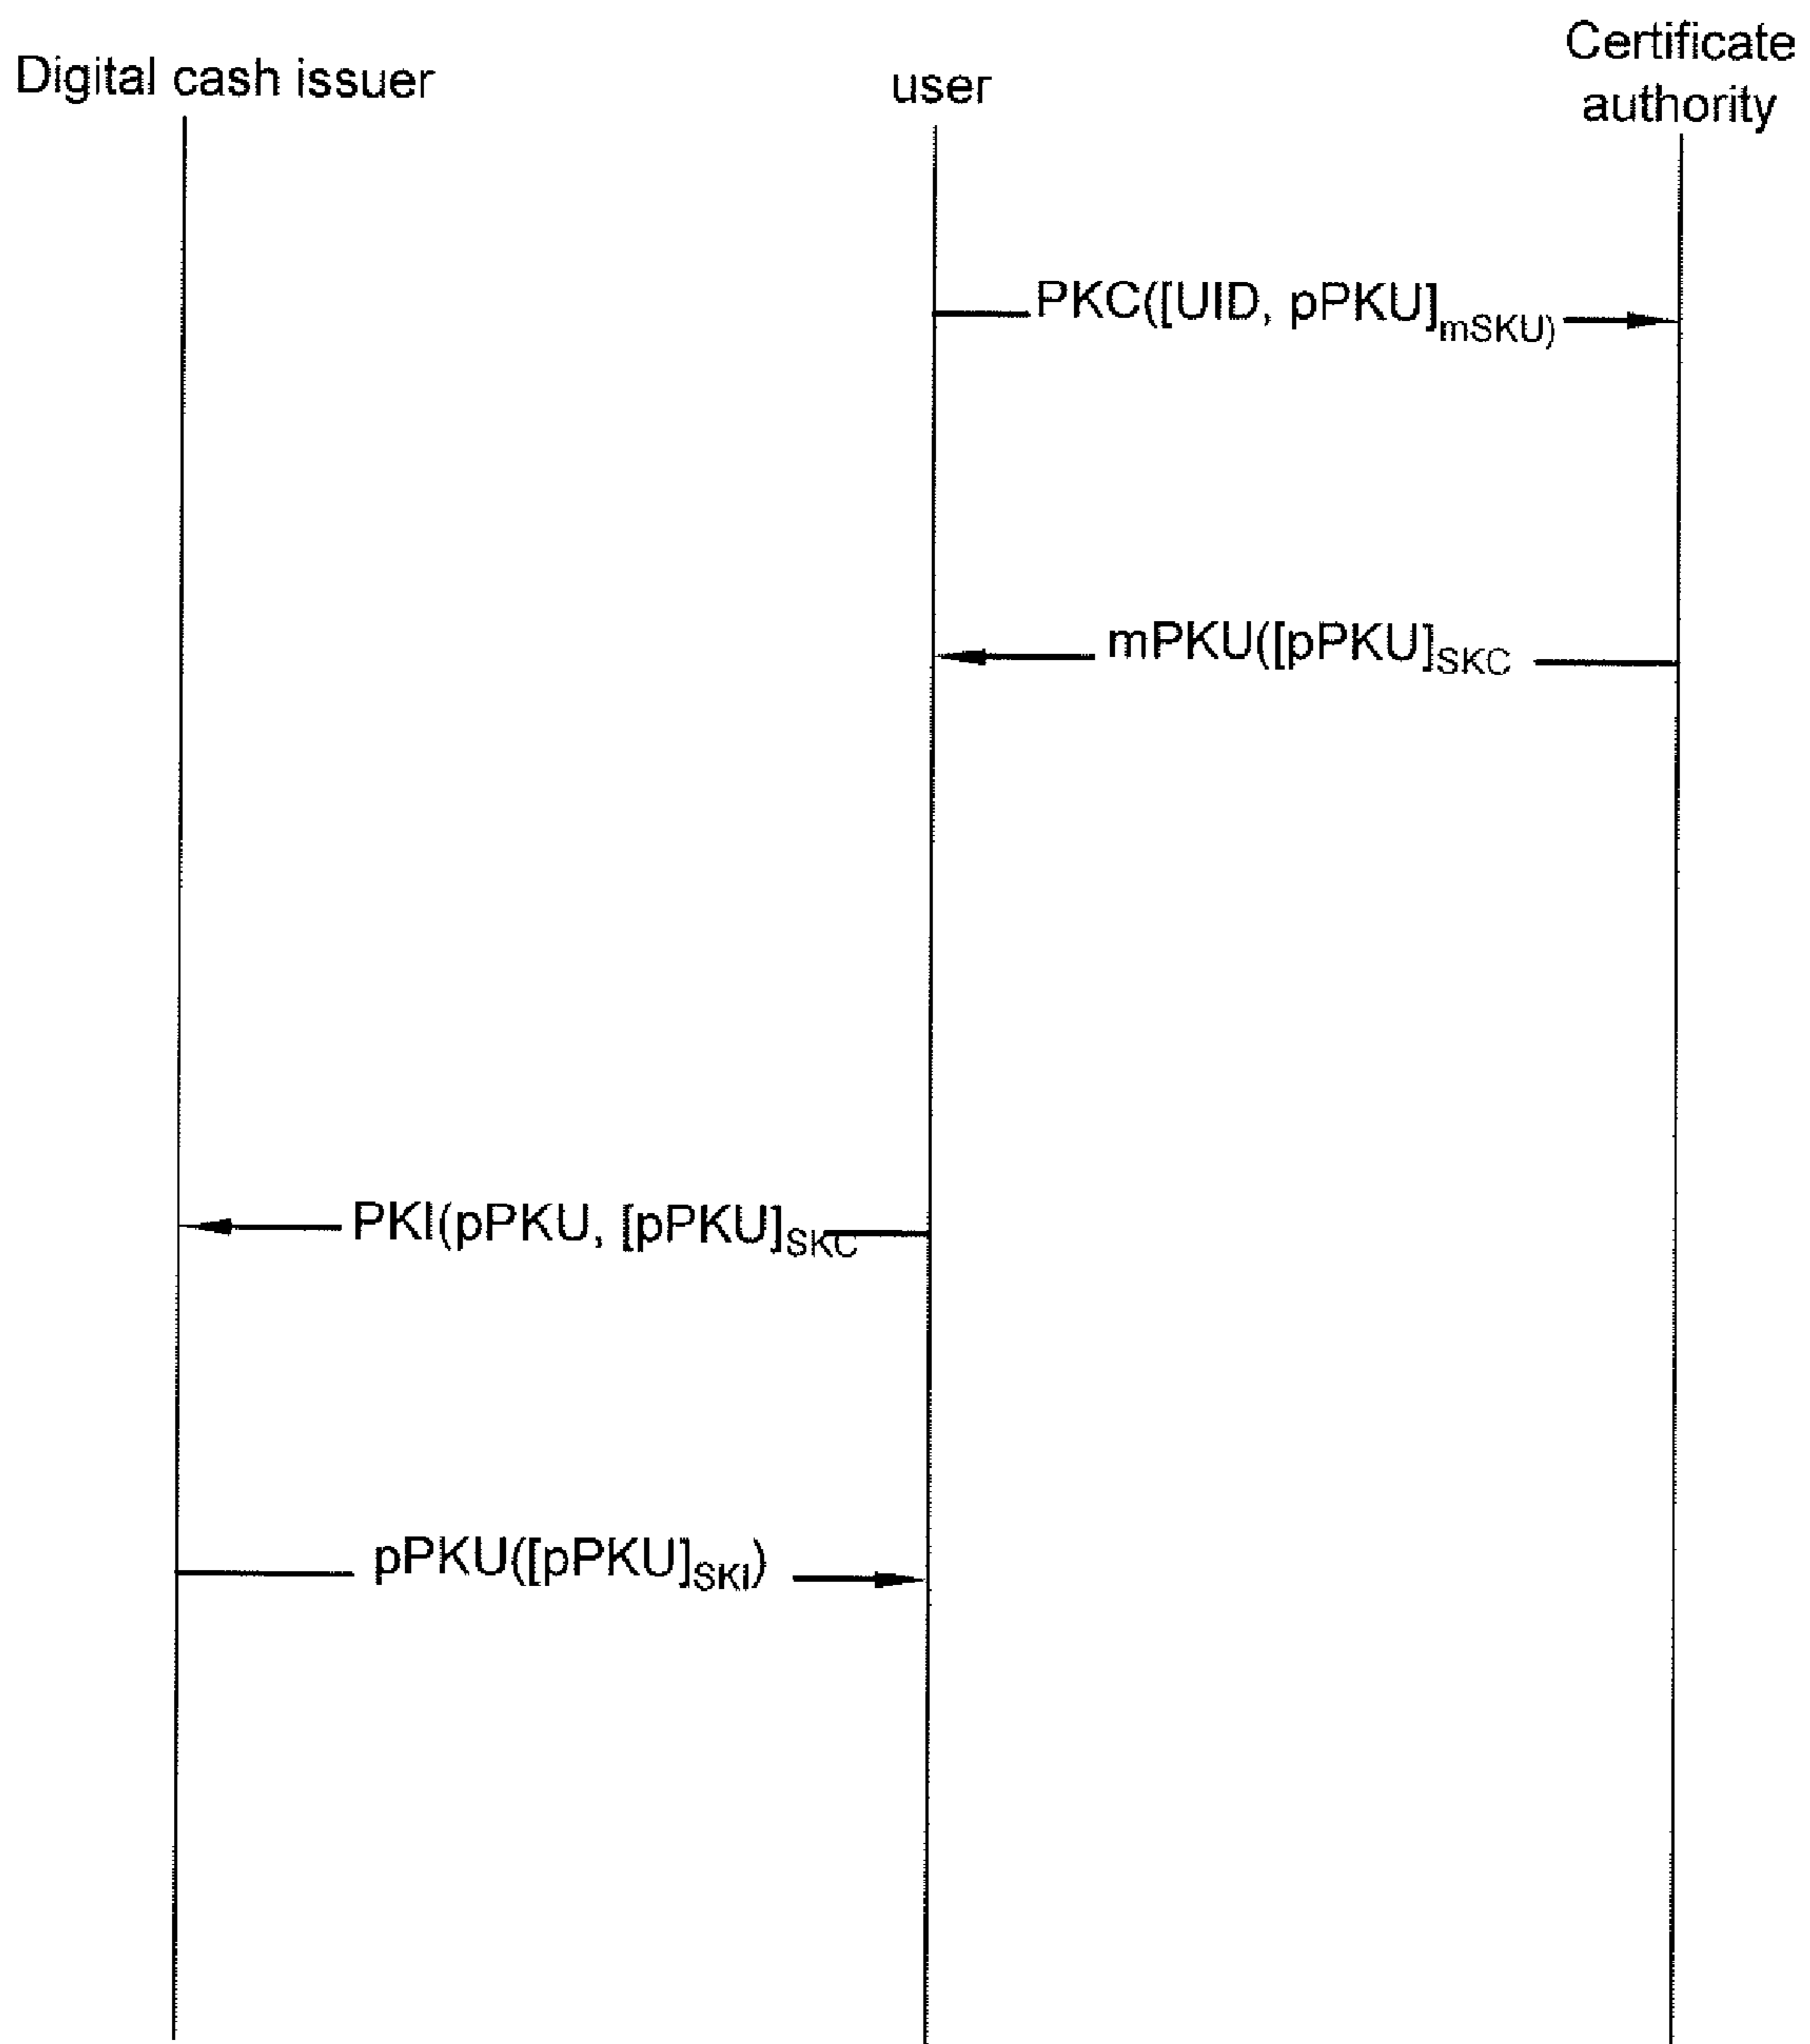 Digital cash issuer
user
Certificate
authority
PKC([UID, pPKU]mSKU)
mPKU([pPKU]SKC
PKI(pPKU, [pPKU]SKC
pPKU([pPKU]SKI)